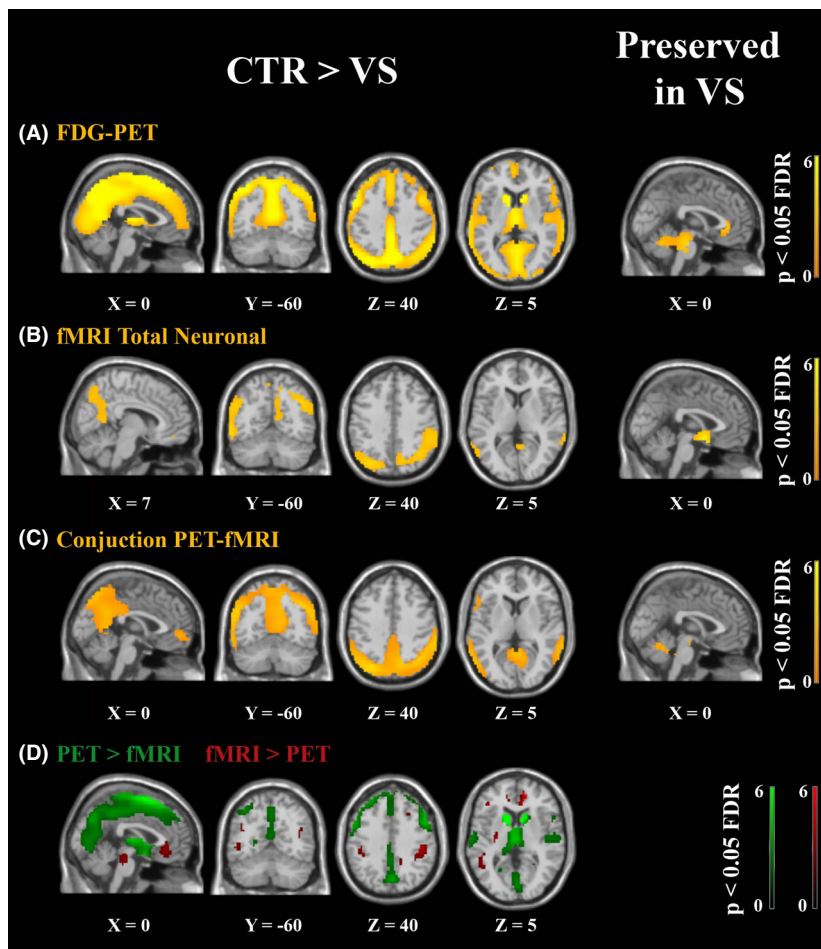 CTR > VS
Preserved
in VS
(A) FDG-PET
6
p < 0.05 FDR
0
X = 0 Y = -60 Z = 40 Z = 5 X = 0
(B) fMRI Total Neuronal
6
p < 0.05 FDR
0
X = 7 Y = -60 Z = 40 Z = 5 X = 0
(C) Conjuction PET-fMRI
6
p < 0.05 FDR
0
X = 0 Y = -60 Z = 40 Z = 5 X = 0
(D) PET > fMRI fMRI > PET
6 6
p < 0.05 FDR
0 0
X = 0 Y = -60 Z = 40 Z = 5